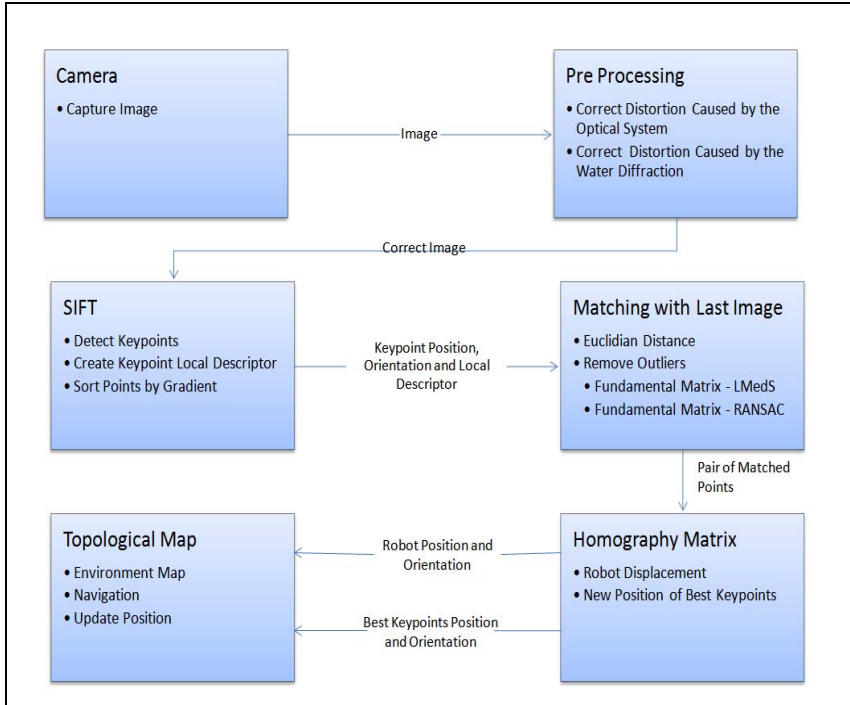 Camera
• Capture Image
Image
Pre Processing
• Correct Distortion Caused by the
Optical System
• Correct Distortion Caused by the
Water Diffraction
Correct Image
SIFT
• Detect Keypoints
• Create Keypoint Local Descriptor
• Sort Points by Gradient
Keypoint Position,
Orientation and Local
Descriptor
Matching with Last Image
• Euclidian Distance
• Remove Outliers
• Fundamental Matrix - LMedS
• Fundamental Matrix - RANSAC
Pair of Matched
Points
Homography Matrix
• Robot Displacement
• New Position of Best Keypoints
Robot Position and
Orientation
Best Keypoints Position
and Orientation
Topological Map
• Environment Map
• Navigation
• Update Position